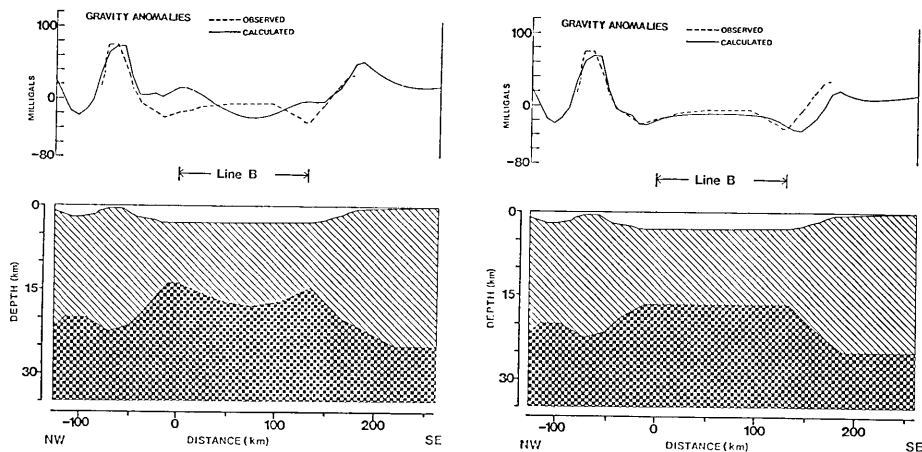 GRAVITY ANOMALIES
OBSERVED
CALCULATED
MILLIGALS
100
0
-80
Line B
DEPTH (km)
0
15
30
-100 0 100 200
NW DISTANCE (km) SE
GRAVITY ANOMALIES
OBSERVED
CALCULATED
MILLIGALS
100
0
-80
Line B
DEPTH (km)
0
15
30
-100 0 100 200
NW DISTANCE (km) SE